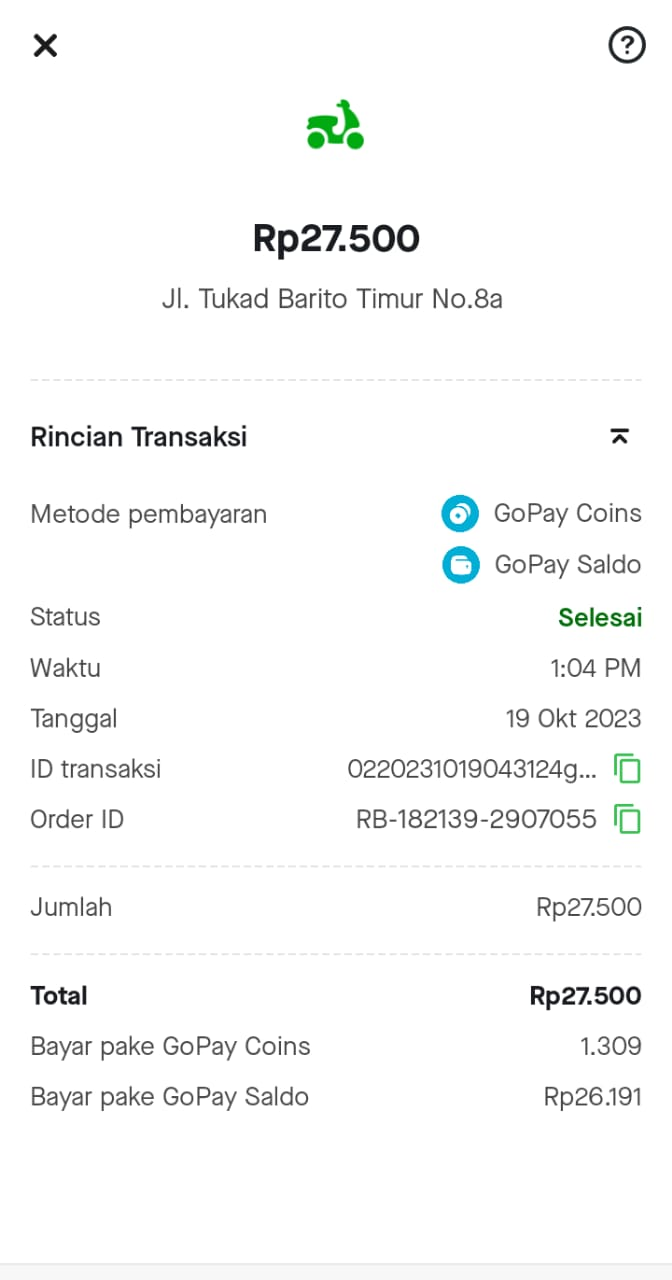 Rp27.500
Jl. Tukad Barito Timur No.8a
Rincian Transaksi
Metode pembayaran GoPay Coins
GoPay Saldo
Status Selesai
Waktu 1:04 PM
Tanggal 19 Okt 2023
ID transaksi 0220231019043124g...
Order ID RB-182139-2907055
Jumlah Rp27.500
Total Rp27.500
Bayar pake GoPay Coins 1.309
Bayar pake GoPay Saldo Rp26.191